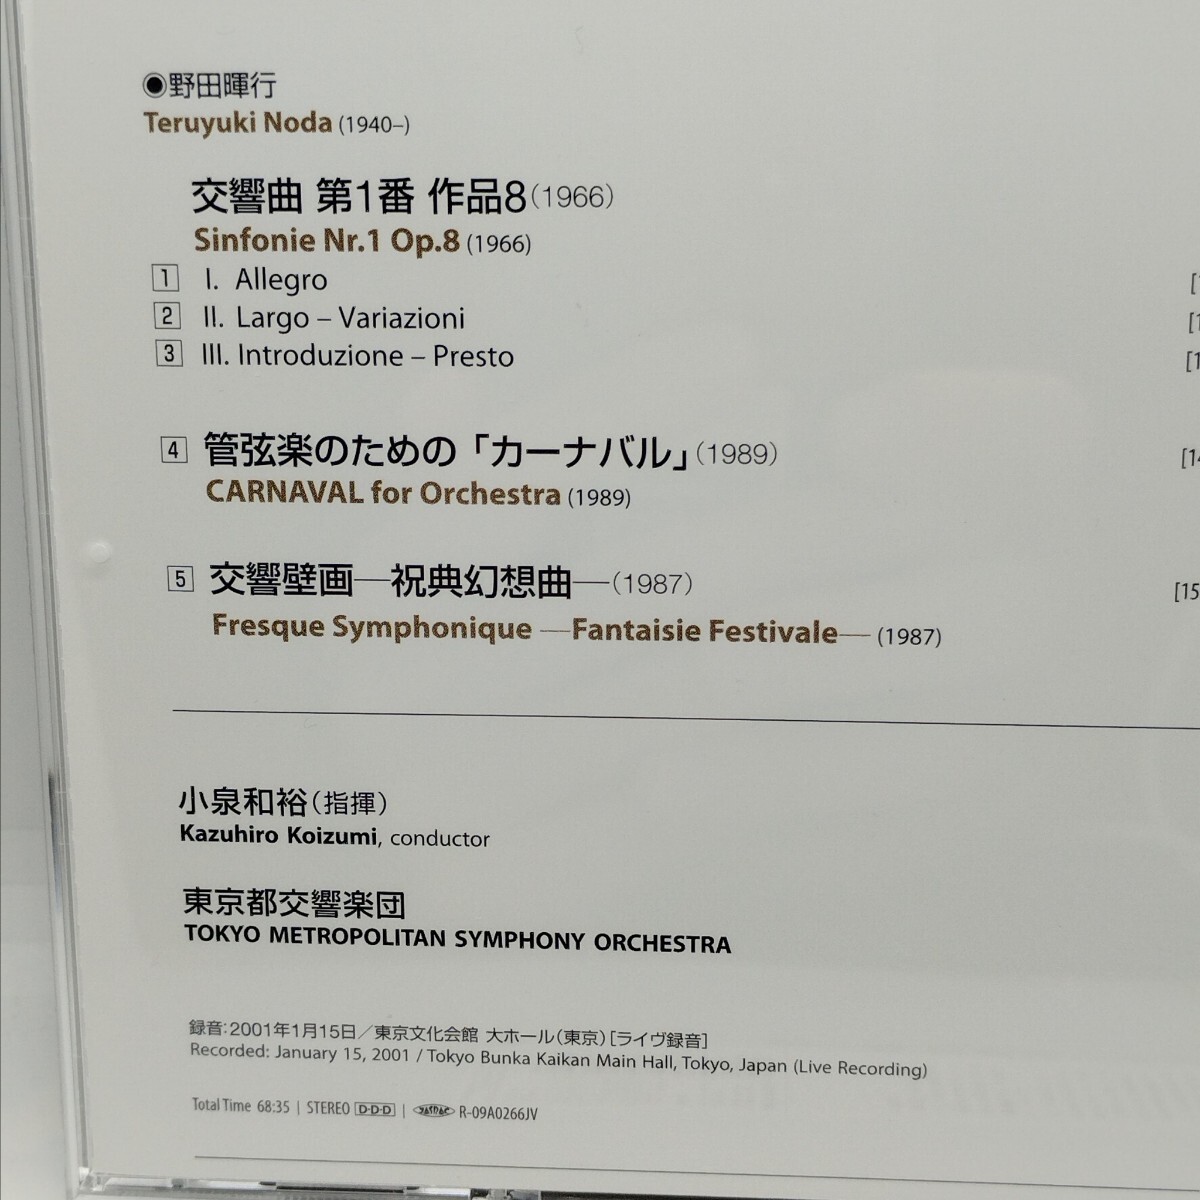 ●野田暉行
Teruyuki Noda (1940–)
交響曲 第1番 作品8(1966)
Sinfonie Nr.1 Op.8 (1966)
1 I. Allegro
2 II. Largo – Variazioni
3 III. Introduzione – Presto
4 管弦楽のための「カーナバル」(1989)
CARNAVAL for Orchestra (1989)
5 交響壁画―祝典幻想曲―(1987)
Fresque Symphonique —Fantaisie Festivale— (1987)
小泉和裕(指揮)
Kazuhiro Koizumi, conductor
東京都交響楽団
TOKYO METROPOLITAN SYMPHONY ORCHESTRA
録音:2001年1月15日/東京文化会館 大ホール(東京)[ライヴ録音]
Recorded: January 15, 2001 / Tokyo Bunka Kaikan Main Hall, Tokyo, Japan (Live Recording)
Total Time 68:35 | STEREO D·D·D | JASRAC R-09A0266JV